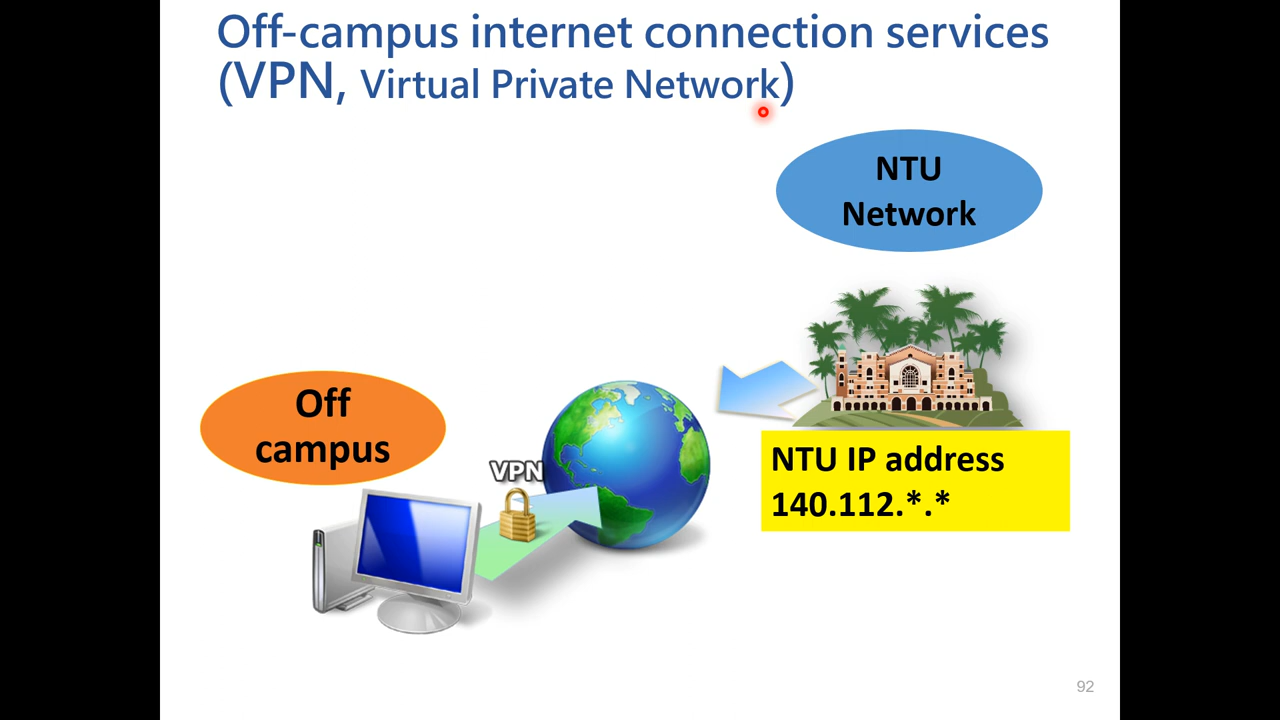 Off-campus internet connection services
(VPN, Virtual Private Network)
NTU
Network
Off
campus
VPN
NTU IP address
140.112.*.*
92